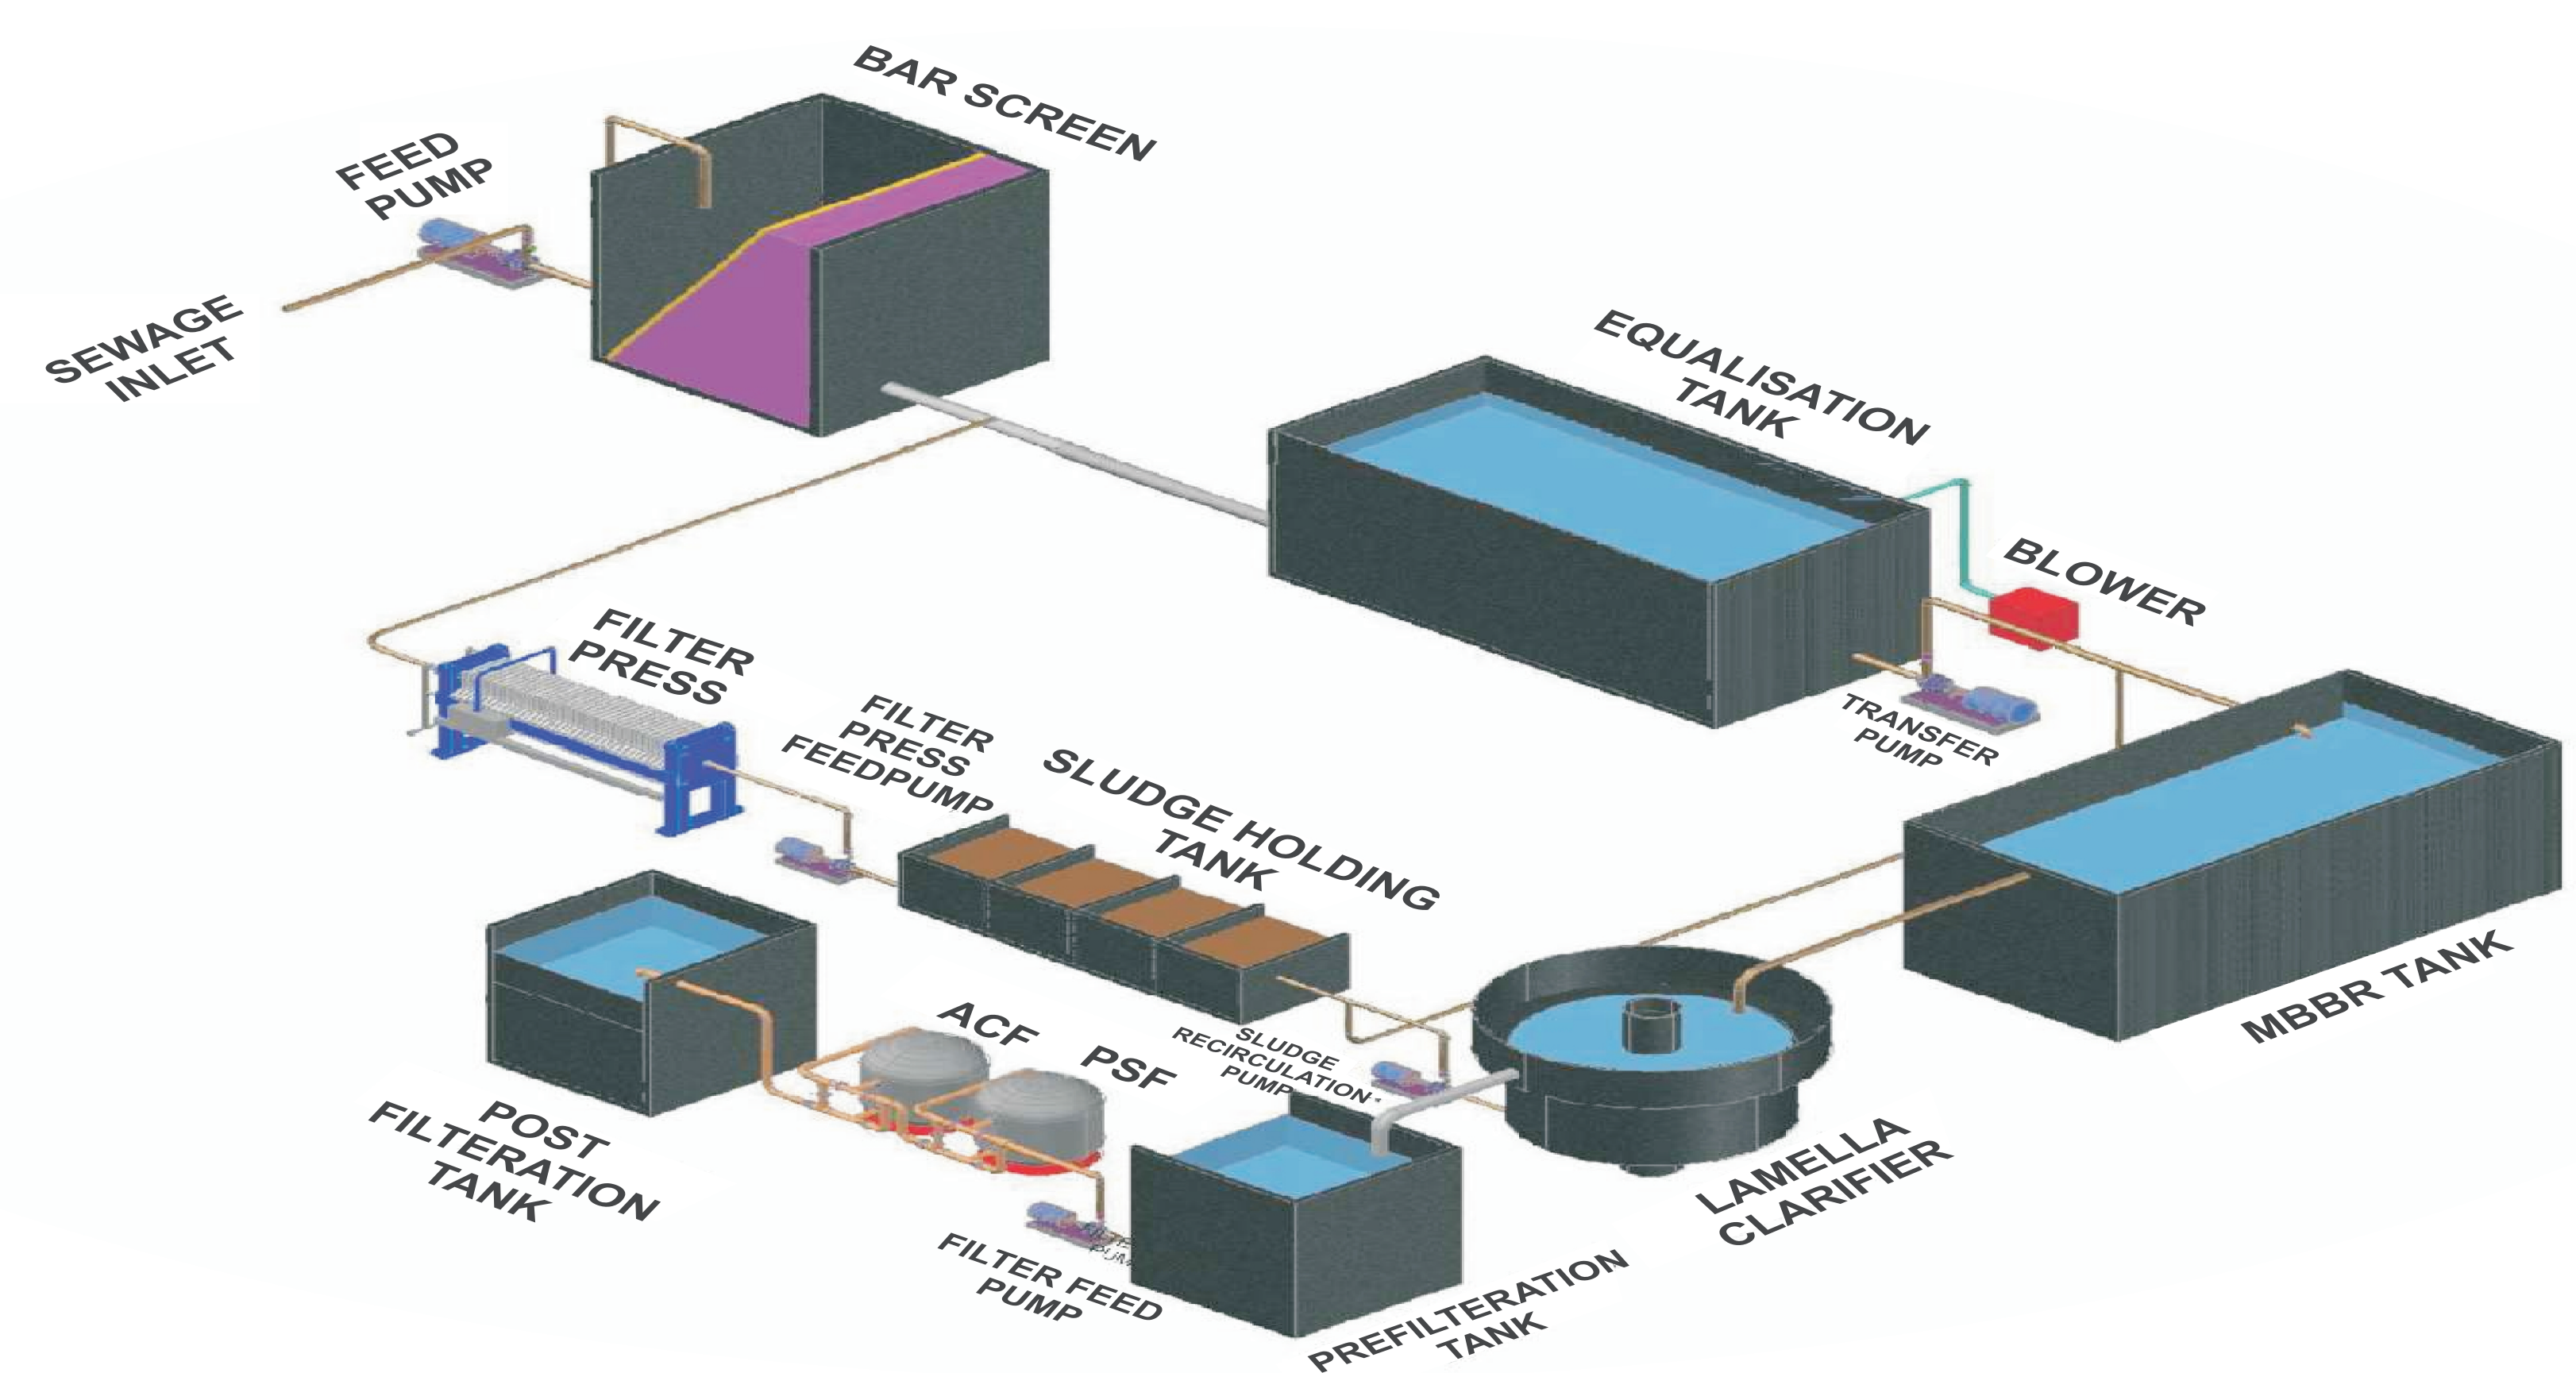 BAR SCREEN
FEED
PUMP
SEWAGE
INLET
EQUALISATION
TANK
BLOWER
TRANSFER
PUMP
FILTER
PRESS
FILTER
PRESS
FEEDPUMP
SLUDGE HOLDING
TANK
MBBR TANK
ACF
PSF
SLUDGE
RECIRCULATION
PUMP
LAMELLA
CLARIFIER
POST
FILTERATION
TANK
FILTER FEED
PUMP
PREFILTERATION
TANK